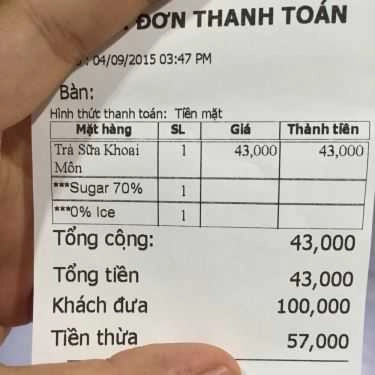 ĐƠN THANH TOÁN
: 04/09/2015 03:47 PM
Bàn:
Hình thức thanh toán: Tiền mặt
Mặt hàng SL Giá Thành tiền
Trà Sữa Khoai 1 43,000 43,000
Môn
***Sugar 70% 1
***0% Ice 1
Tổng cộng: 43,000
Tổng tiền 43,000
Khách đưa 100,000
Tiền thừa 57,000